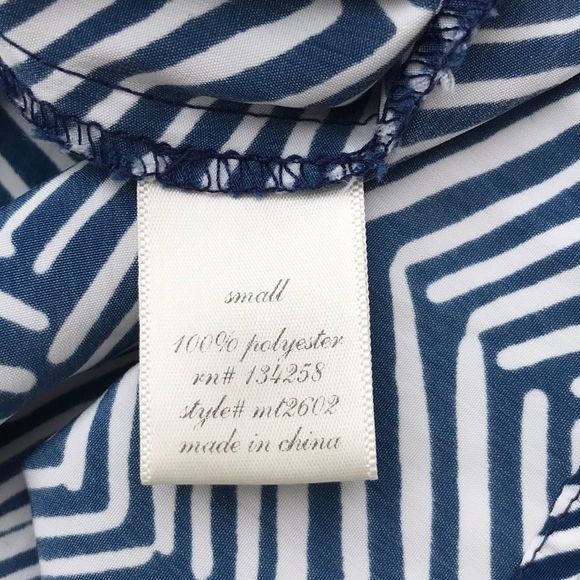 small
100% polyester
rn# 134258
style# mt2602
made in china